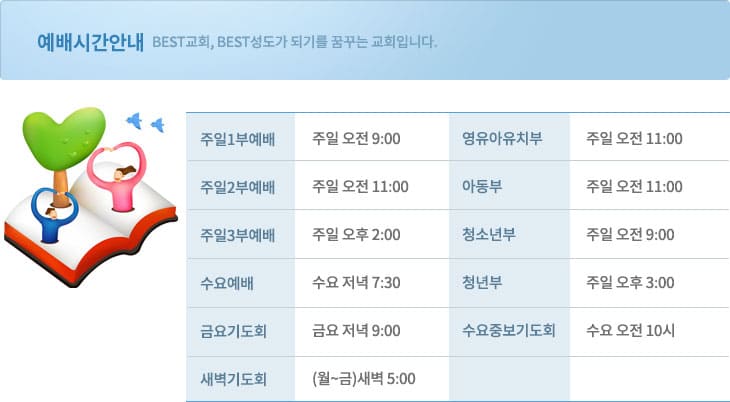 예배시간안내 BEST교회, BEST성도가 되기를 꿈꾸는 교회입니다.
주일1부예배 주일 오전 9:00 영유아유치부 주일 오전 11:00
주일2부예배 주일 오전 11:00 아동부 주일 오전 11:00
주일3부예배 주일 오후 2:00 청소년부 주일 오전 9:00
수요예배 수요 저녁 7:30 청년부 주일 오후 3:00
금요기도회 금요 저녁 9:00 수요중보기도회 수요 오전 10시
새벽기도회 (월~금)새벽 5:00